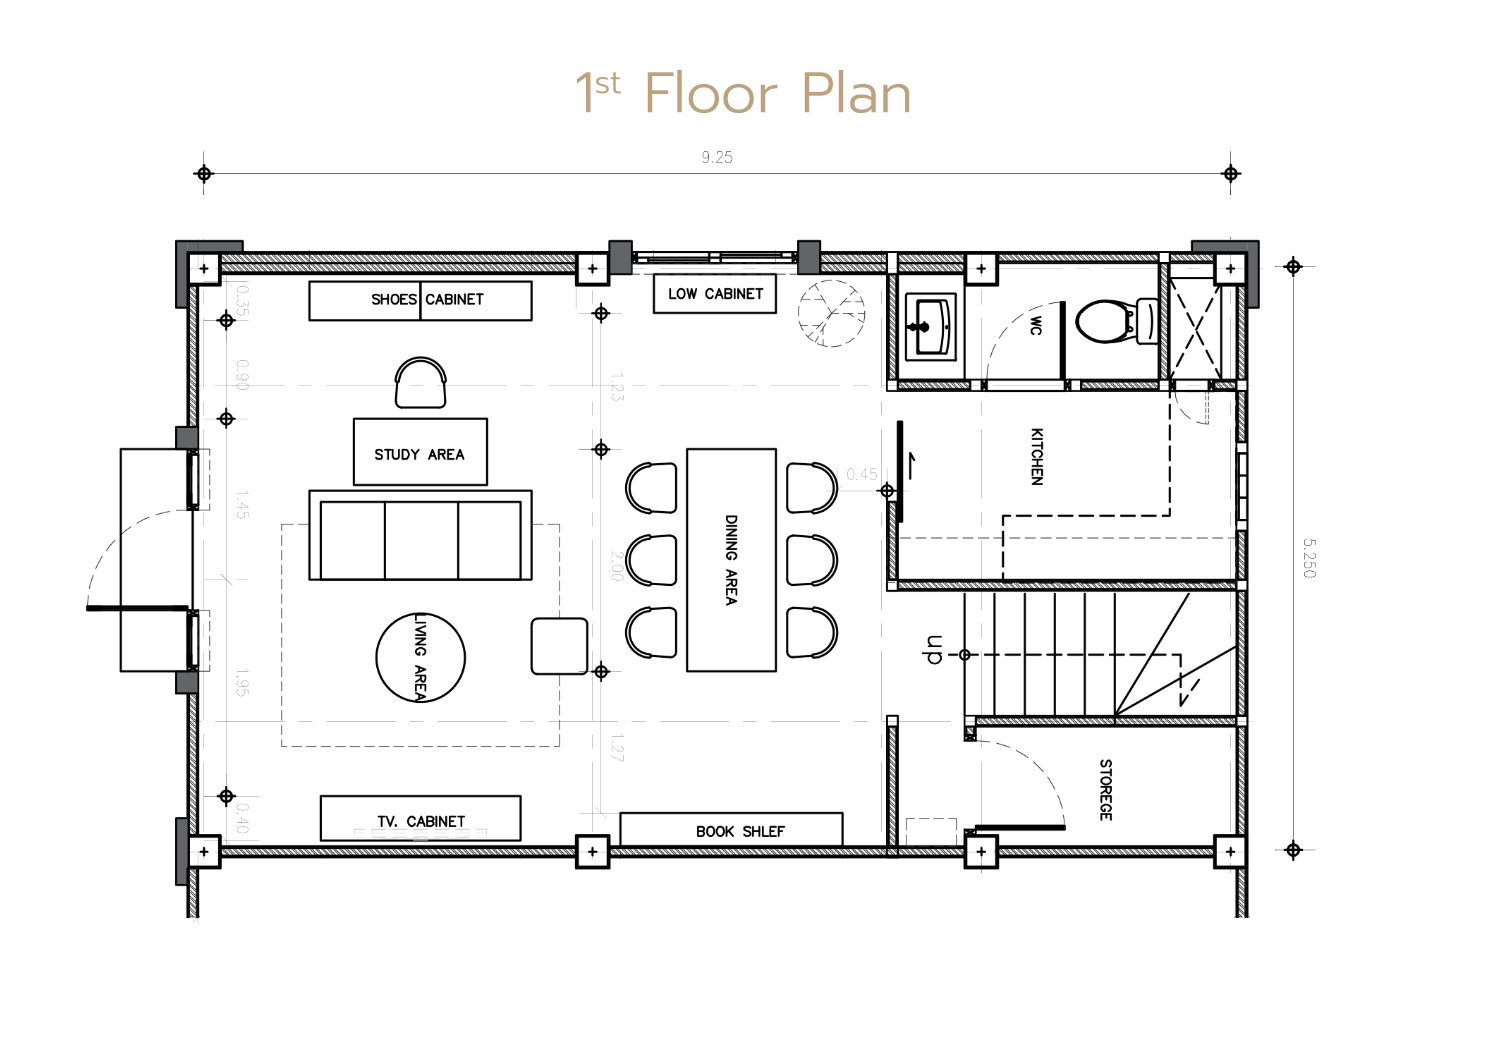 1st Floor Plan
9.25
SHOES CABINET
LOW CABINET
0.35
0.90
1.23
WC
STUDY AREA
KITCHEN
0.45
1.45
DINING AREA
2.00
5.250
LIVING AREA
up
1.95
1.27
STOREGE
TV. CABINET
0.40
BOOK SHLEF